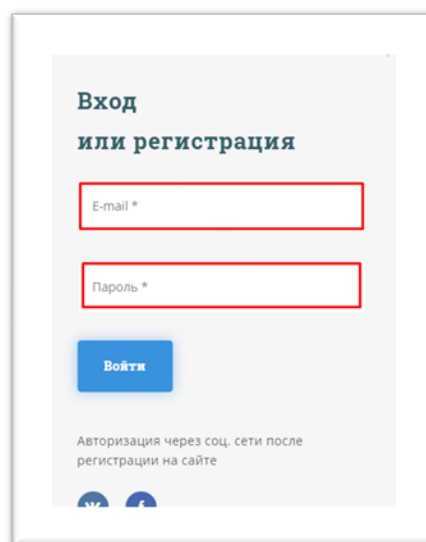 Вход
или регистрация
E-mail *
Пароль *
Войти
Авторизация через соц. сети после
регистрации на сайте